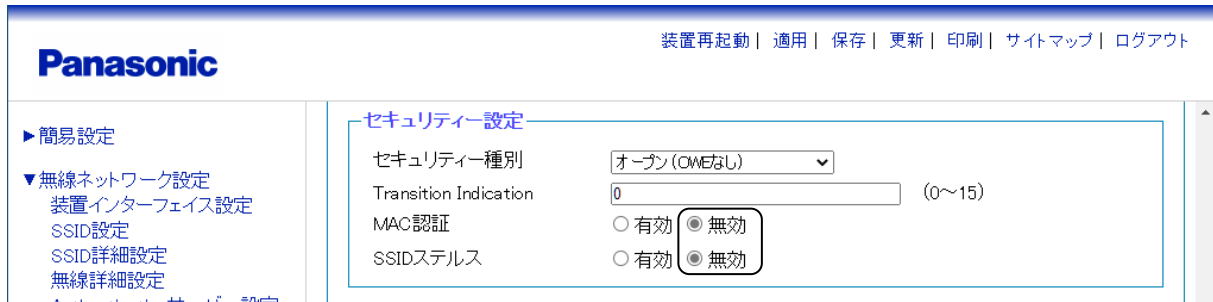 装置再起動| 適用| 保存| 更新| 印刷| サイトマップ| ログアウト
Panasonic
▶簡易設定
▼無線ネットワーク設定
装置インターフェイス設定
SSID設定
SSID詳細設定
無線詳細設定
セキュリティー設定
セキュリティー種別 オープン(OWEなし)
Transition Indication 0 (0～15)
MAC認証 有効 無効
SSIDステルス 有効 無効